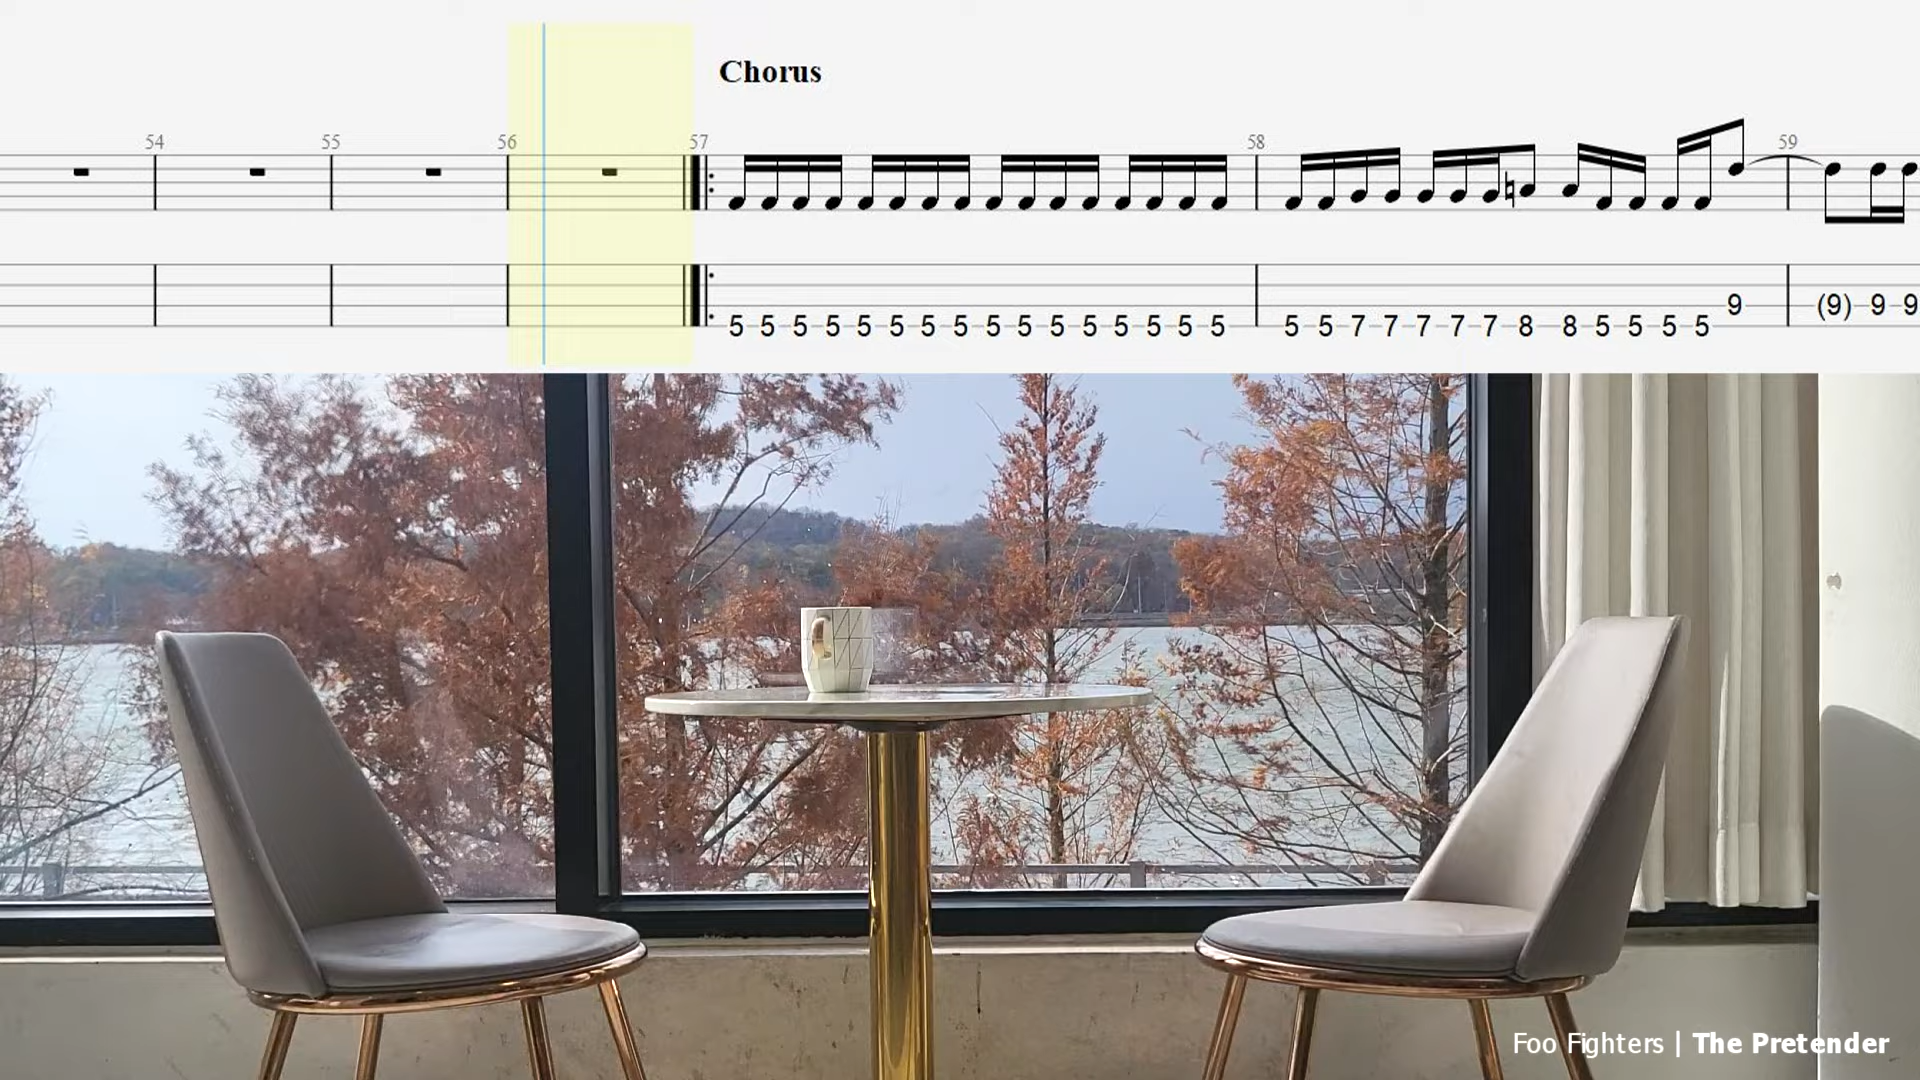 Chorus
54 55 56 57 58 59
5 5 5 5 5 5 5 5 5 5 5 5 5 5 5 5 5 5 7 7 7 7 7 8 8 5 5 5 5 9 (9) 9 9
Foo Fighters | The Pretender